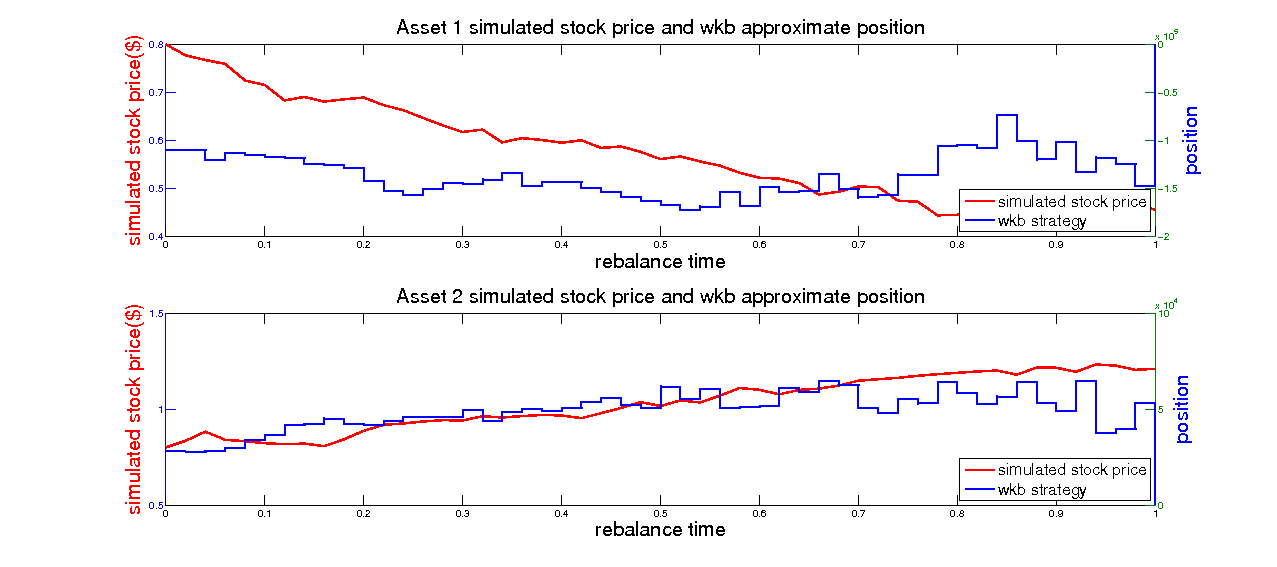 Asset 1 simulated stock price and wkb approximate position
x 10^5
0.8
0.7
0.6
0.5
0.4
simulated stock price($)
0
-0.5
-1
-1.5
-2
position
simulated stock price
wkb strategy
0 0.1 0.2 0.3 0.4 0.5 0.6 0.7 0.8 0.9 1
rebalance time
Asset 2 simulated stock price and wkb approximate position
x 10^4
1.5
1
0.5
simulated stock price($)
10
5
0
position
simulated stock price
wkb strategy
0 0.1 0.2 0.3 0.4 0.5 0.6 0.7 0.8 0.9 1
rebalance time